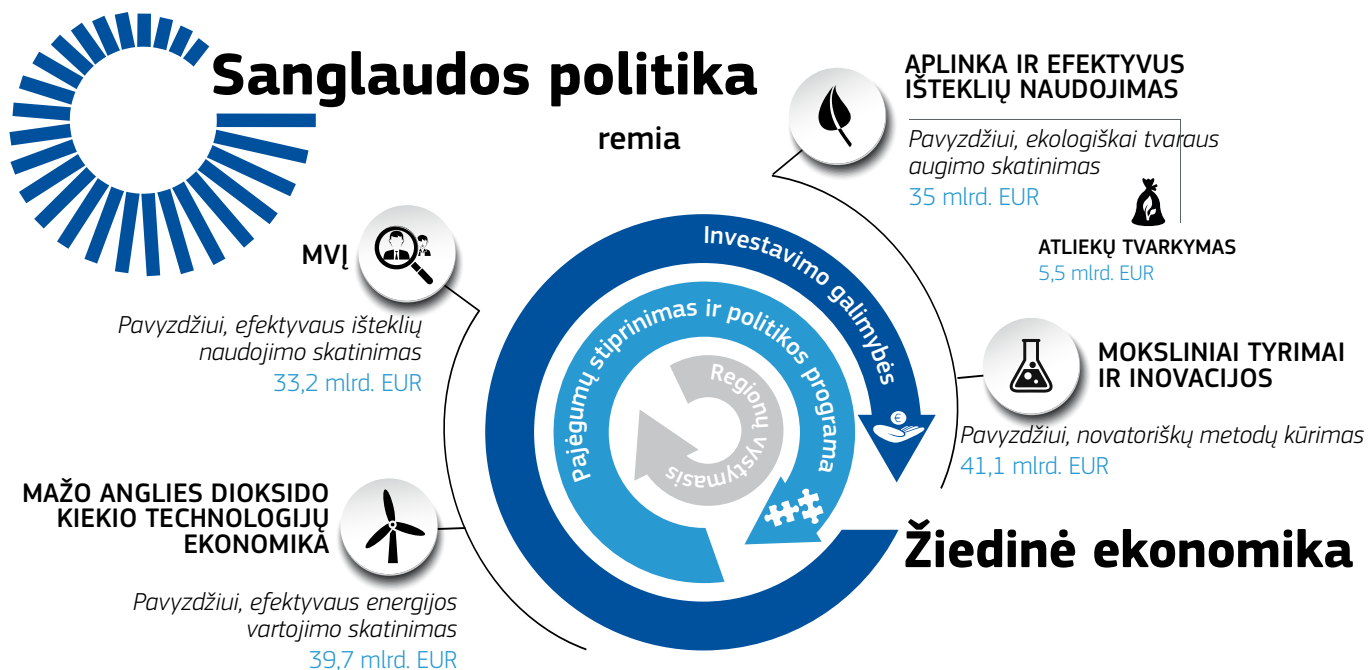 Sanglaudos politika
remia
APLINKA IR EFEKTYVUS
IŠTEKLIŲ NAUDOJIMAS
Pavyzdžiui, ekologiškai tvaraus
augimo skatinimas
35 mlrd. EUR
ATLIEKŲ TVARKYMAS
5,5 mlrd. EUR
MVĮ
Pavyzdžiui, efektyvaus išteklių
naudojimo skatinimas
33,2 mlrd. EUR
Investavimo galimybės
€
Pajėgumų stiprinimas ir politikos programa
Regionų vystymasis
MOKSLINIAI TYRIMAI
IR INOVACIJOS
Pavyzdžiui, novatoriškų metodų kūrimas
41,1 mlrd. EUR
MAŽO ANGLIES DIOKSIDO
KIEKIO TECHNOLOGIJŲ
EKONOMIKA
Pavyzdžiui, efektyvaus energijos
vartojimo skatinimas
39,7 mlrd. EUR
Žiedinė ekonomika